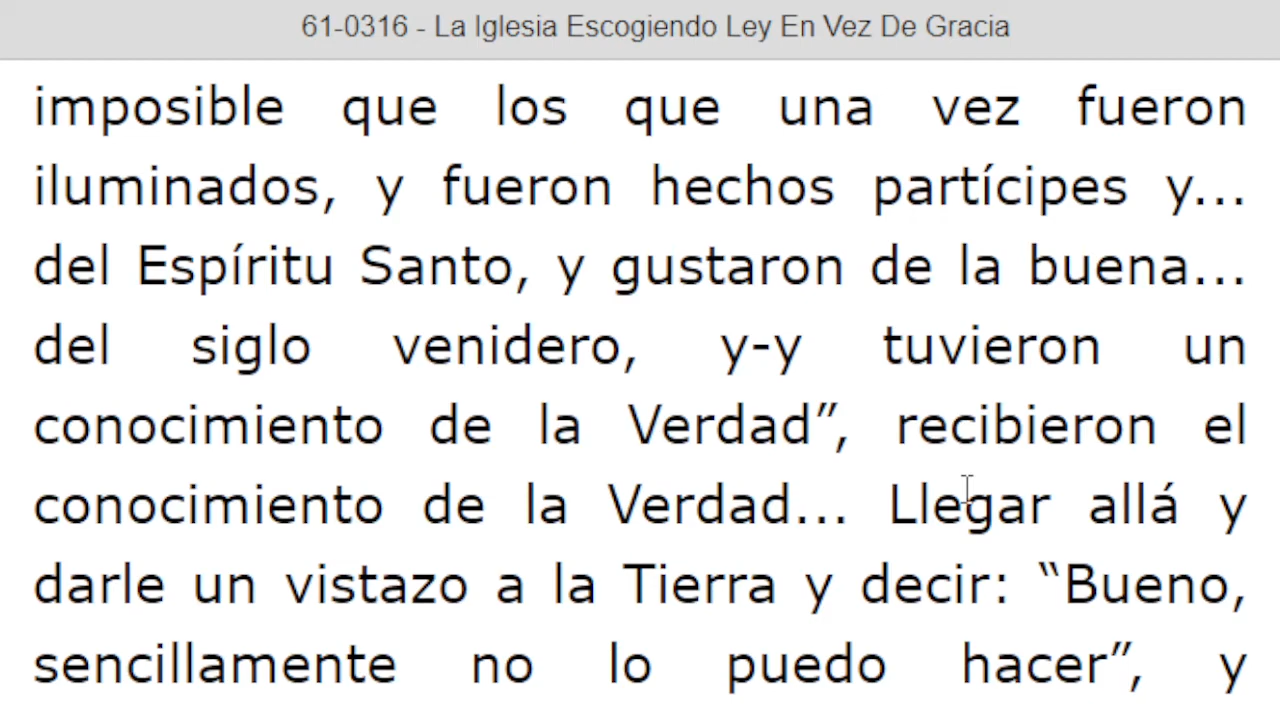 61-0316 - La Iglesia Escogiendo Ley En Vez De Gracia
imposible que los que una vez fueron
iluminados, y fueron hechos partícipes y...
del Espíritu Santo, y gustaron de la buena...
del siglo venidero, y-y tuvieron un
conocimiento de la Verdad”, recibieron el
conocimiento de la Verdad... Llegar allá y
darle un vistazo a la Tierra y decir: “Bueno,
sencillamente no lo puedo hacer”, y